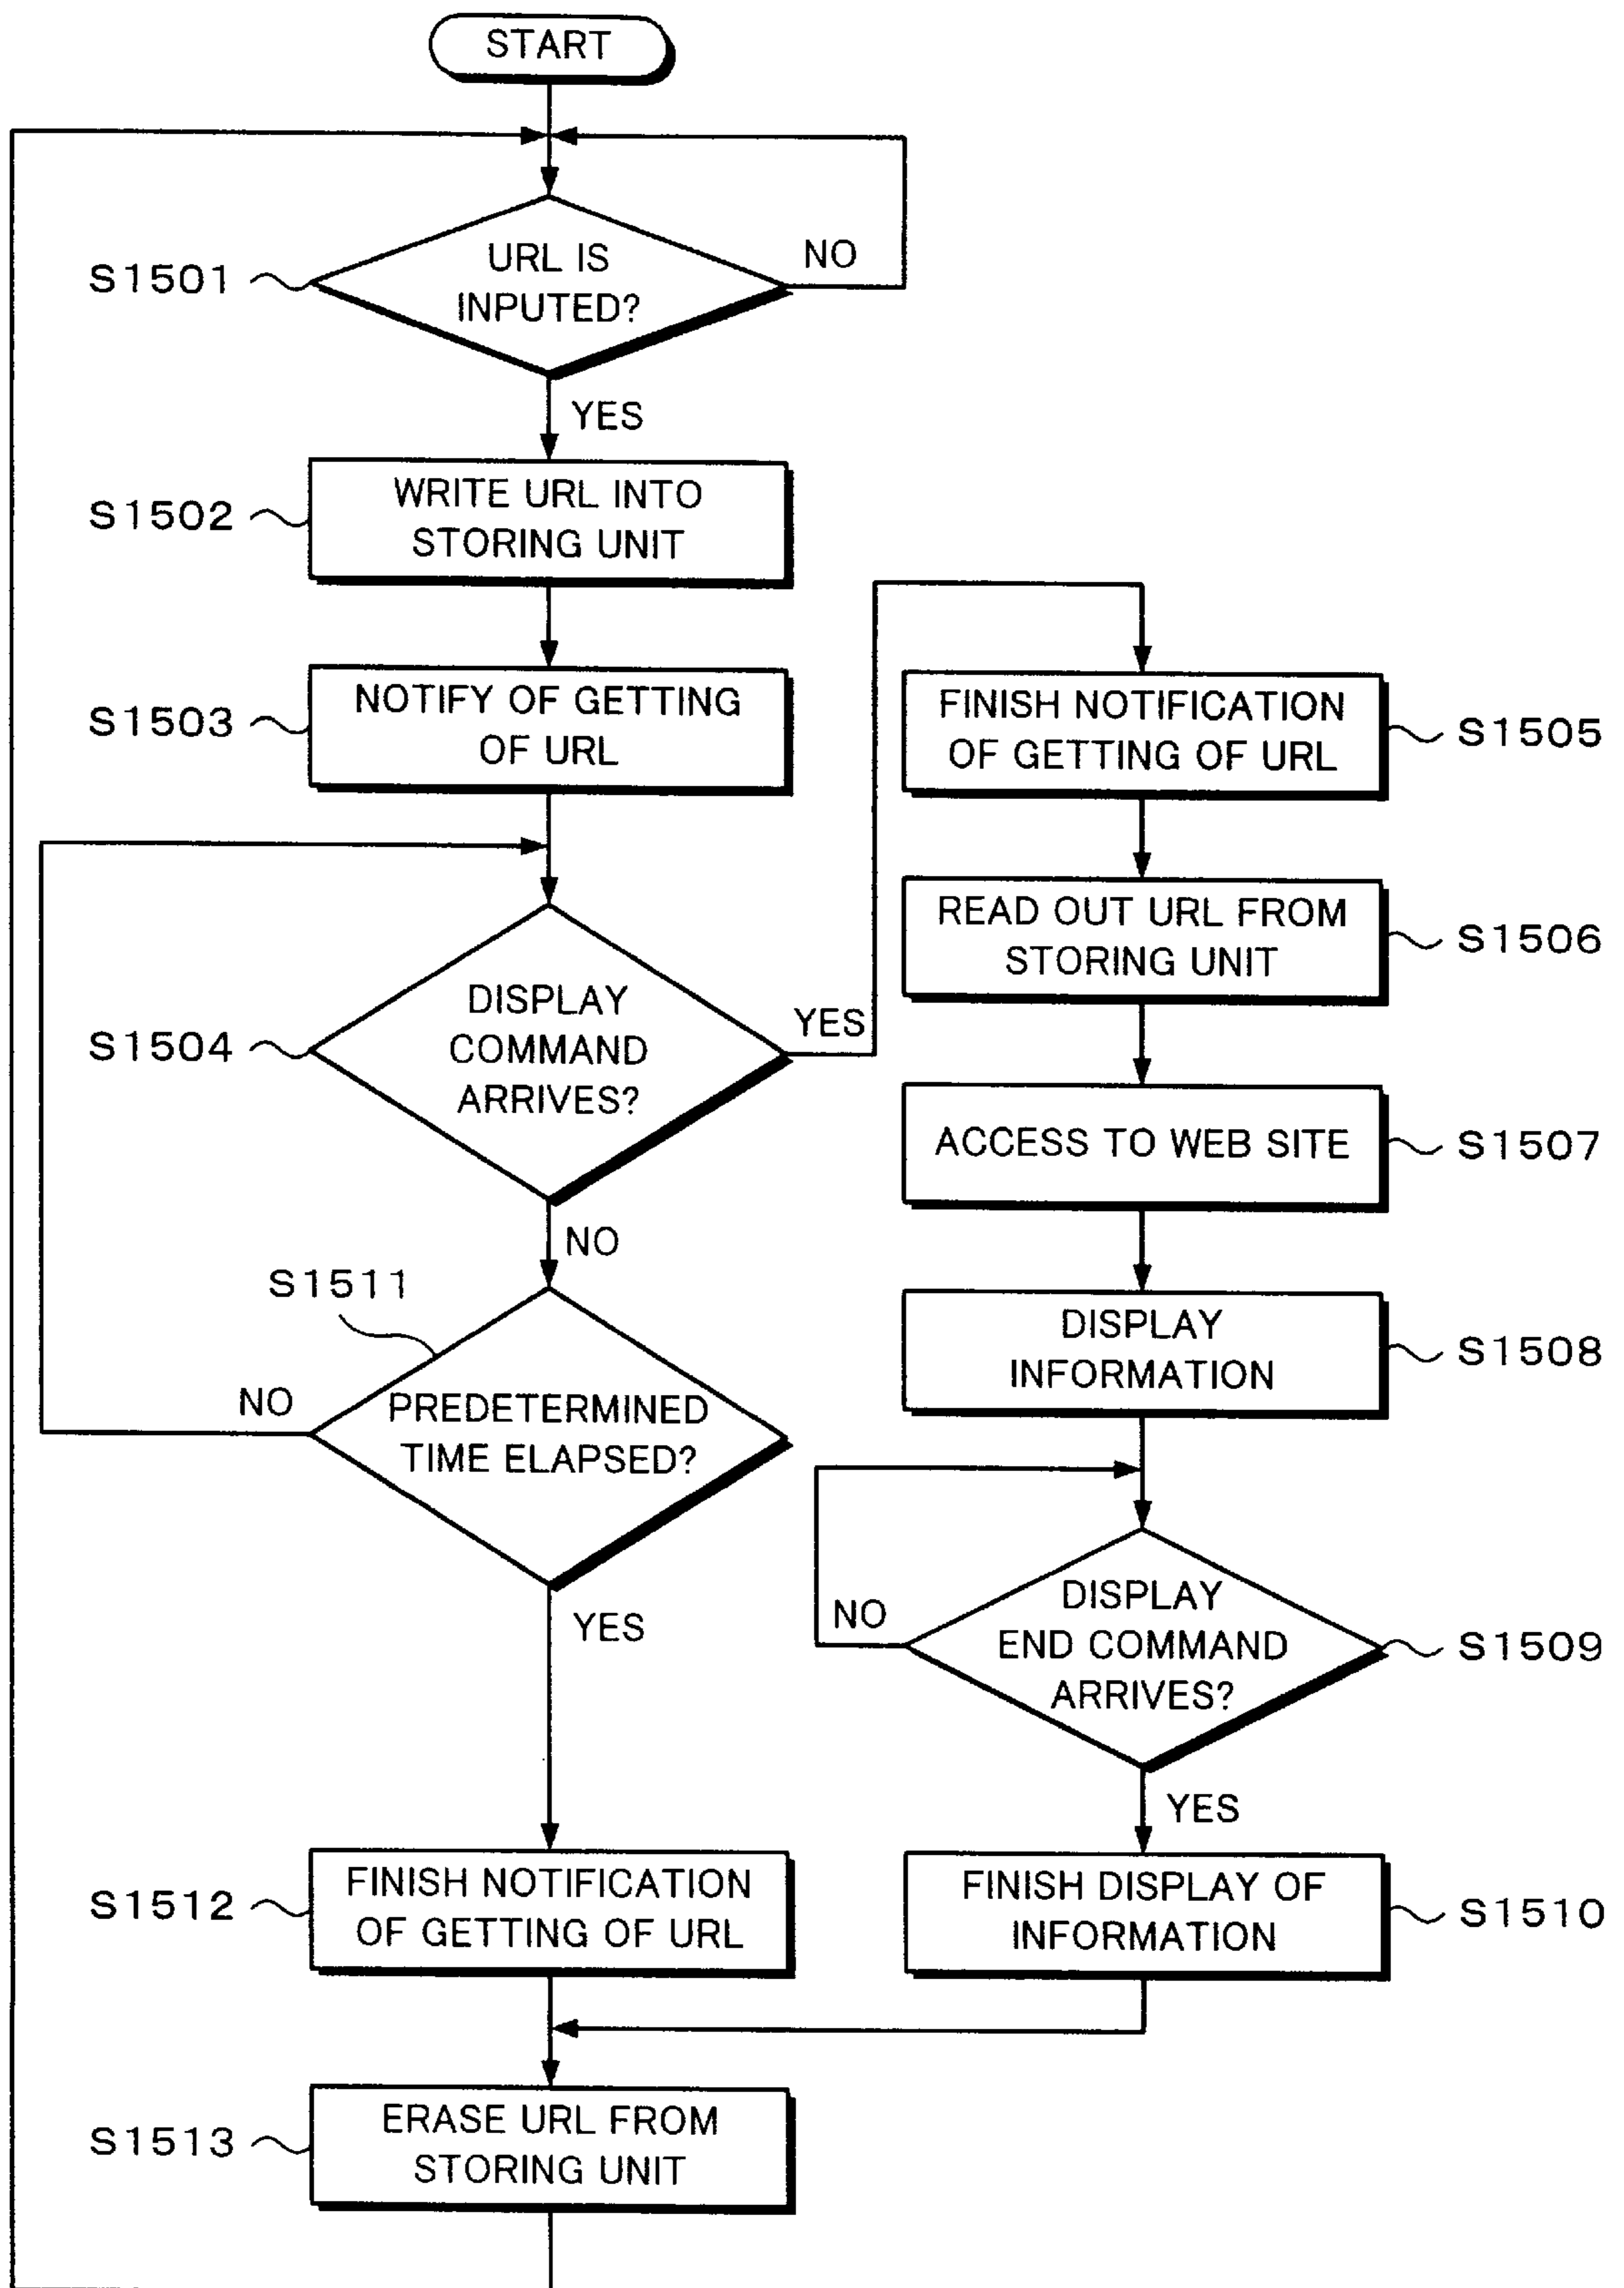 START
S1501
URL IS
INPUTED?
NO
YES
S1502
WRITE URL INTO
STORING UNIT
S1503
NOTIFY OF GETTING
OF URL
S1504
DISPLAY
COMMAND
ARRIVES?
YES
NO
S1505
FINISH NOTIFICATION
OF GETTING OF URL
S1506
READ OUT URL FROM
STORING UNIT
S1507
ACCESS TO WEB SITE
S1508
DISPLAY
INFORMATION
S1509
DISPLAY
END COMMAND
ARRIVES?
NO
YES
S1510
FINISH DISPLAY OF
INFORMATION
S1511
PREDETERMINED
TIME ELAPSED?
NO
YES
S1512
FINISH NOTIFICATION
OF GETTING OF URL
S1513
ERASE URL FROM
STORING UNIT